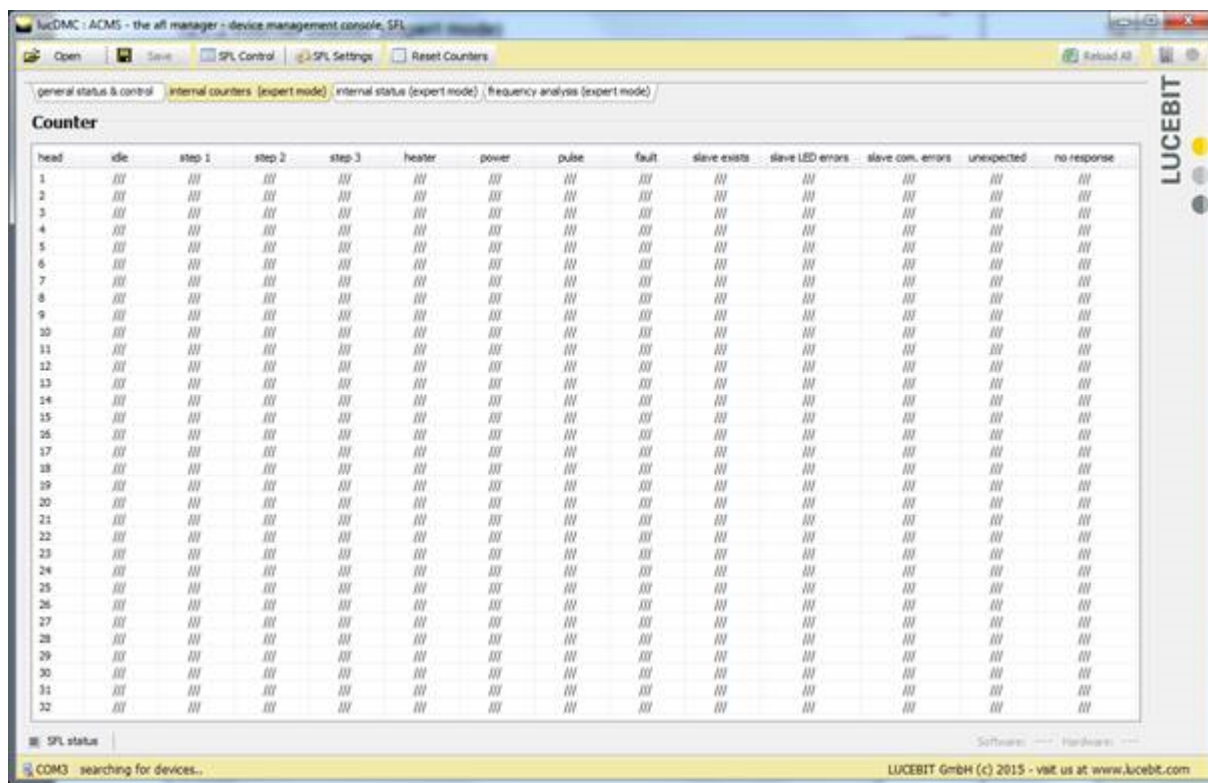 lucDMC : ACMS - the afl manager - device management console, SFL
Open Save SFL Control SFL Settings Reset Counters Reload All
general status & control internal counters (expert mode) internal status (expert mode) frequency analysis (expert mode)
LUCEBIT
Counter
head idle step 1 step 2 step 3 heater power pulse fault slave exists slave LED errors slave com. errors unexpected no response
1 /// /// /// /// /// /// /// /// /// /// /// /// ///
2 /// /// /// /// /// /// /// /// /// /// /// /// ///
3 /// /// /// /// /// /// /// /// /// /// /// /// ///
4 /// /// /// /// /// /// /// /// /// /// /// /// ///
5 /// /// /// /// /// /// /// /// /// /// /// /// ///
6 /// /// /// /// /// /// /// /// /// /// /// /// ///
7 /// /// /// /// /// /// /// /// /// /// /// /// ///
8 /// /// /// /// /// /// /// /// /// /// /// /// ///
9 /// /// /// /// /// /// /// /// /// /// /// /// ///
10 /// /// /// /// /// /// /// /// /// /// /// /// ///
11 /// /// /// /// /// /// /// /// /// /// /// /// ///
12 /// /// /// /// /// /// /// /// /// /// /// /// ///
13 /// /// /// /// /// /// /// /// /// /// /// /// ///
14 /// /// /// /// /// /// /// /// /// /// /// /// ///
15 /// /// /// /// /// /// /// /// /// /// /// /// ///
16 /// /// /// /// /// /// /// /// /// /// /// /// ///
17 /// /// /// /// /// /// /// /// /// /// /// /// ///
18 /// /// /// /// /// /// /// /// /// /// /// /// ///
19 /// /// /// /// /// /// /// /// /// /// /// /// ///
20 /// /// /// /// /// /// /// /// /// /// /// /// ///
21 /// /// /// /// /// /// /// /// /// /// /// /// ///
22 /// /// /// /// /// /// /// /// /// /// /// /// ///
23 /// /// /// /// /// /// /// /// /// /// /// /// ///
24 /// /// /// /// /// /// /// /// /// /// /// /// ///
25 /// /// /// /// /// /// /// /// /// /// /// /// ///
26 /// /// /// /// /// /// /// /// /// /// /// /// ///
27 /// /// /// /// /// /// /// /// /// /// /// /// ///
28 /// /// /// /// /// /// /// /// /// /// /// /// ///
29 /// /// /// /// /// /// /// /// /// /// /// /// ///
30 /// /// /// /// /// /// /// /// /// /// /// /// ///
31 /// /// /// /// /// /// /// /// /// /// /// /// ///
32 /// /// /// /// /// /// /// /// /// /// /// /// ///
SFL status Software: --- Hardware: ---
COM3 searching for devices.. LUCEBIT GmbH (c) 2015 - visit us at www.lucebit.com